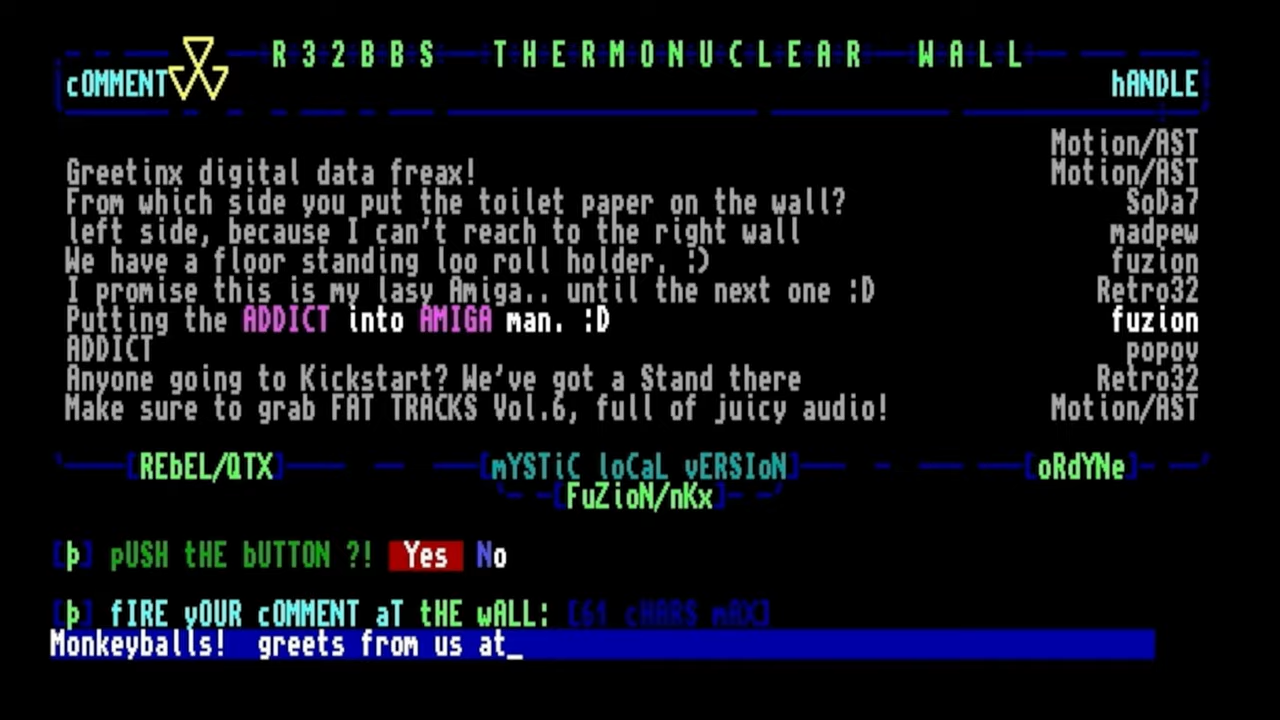 R32BBS THERMONUCLEAR WALL
cOMMENT hANDLE
Motion/AST
Greetinx digital data freax! Motion/AST
From which side you put the toilet paper on the wall? SoDa7
left side, because I can't reach to the right wall madpew
We have a floor standing loo roll holder. :) fuzion
I promise this is my lasy Amiga.. until the next one :D Retro32
Putting the ADDICT into AMIGA man. :D fuzion
ADDICT popov
Anyone going to Kickstart? We've got a Stand there Retro32
Make sure to grab FAT TRACKS Vol.6, full of juicy audio! Motion/AST
[REbEL/QTX] [mYSTiC loCaL vERSIoN] [oRdYNe]
[FuZioN/nKx]
[þ] pUSH tHE bUTTON ?! Yes No
[þ] fIRE yOUR cOMMENT aT tHE wALL: [61 cHARS mAX]
Monkeyballs!  greets from us at_